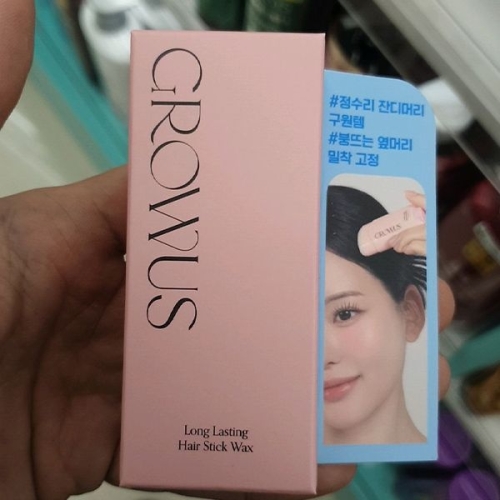 GROWUS
Long Lasting
Hair Stick Wax
#정수리 잔디머리
구원템
#붕뜨는 옆머리
밀착 고정
GROWUS